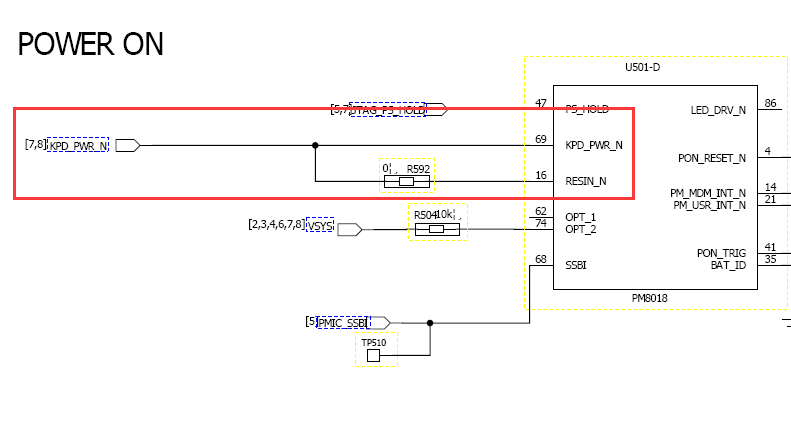 POWER ON
U501-D
[5,7]JTAG_PS_HOLD
47
PS_HOLD
LED_DRV_N
86
[7,8]KPD_PWR_N
69
KPD_PWR_N
PON_RESET_N
4
0
R592
16
RESIN_N
PM_MDM_INT_N
14
PM_USR_INT_N
21
[2,3,4,6,7,8]VSYS
R504
10k
62
OPT_1
74
OPT_2
PON_TRIG
41
68
SSBI
BAT_ID
35
PM8018
[5]PMIC_SSBI
TP510